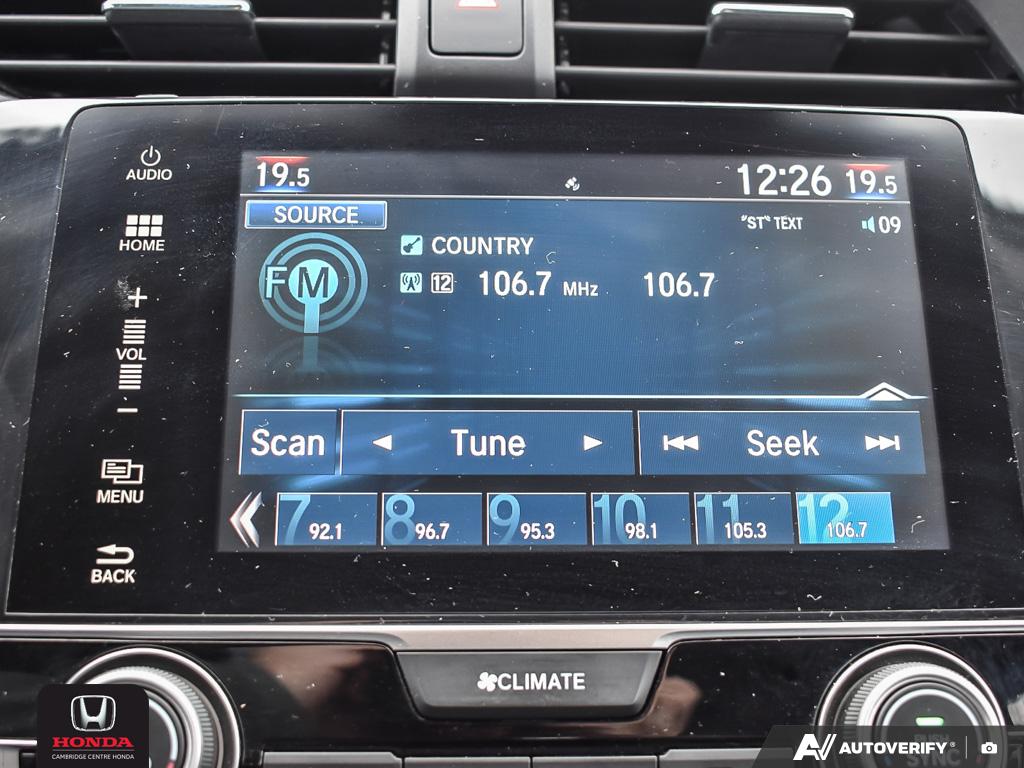 AUDIO
HOME
+
VOL
−
MENU
BACK
19.5
12:26 19.5
SOURCE
"ST" TEXT
09
FM
COUNTRY
12 106.7 MHz 106.7
Scan
Tune
Seek
7 92.1
8 96.7
9 95.3
10 98.1
11 105.3
12 106.7
CLIMATE
PUSH
SYNC
HONDA
CAMBRIDGE CENTRE HONDA
AUTOVERIFY